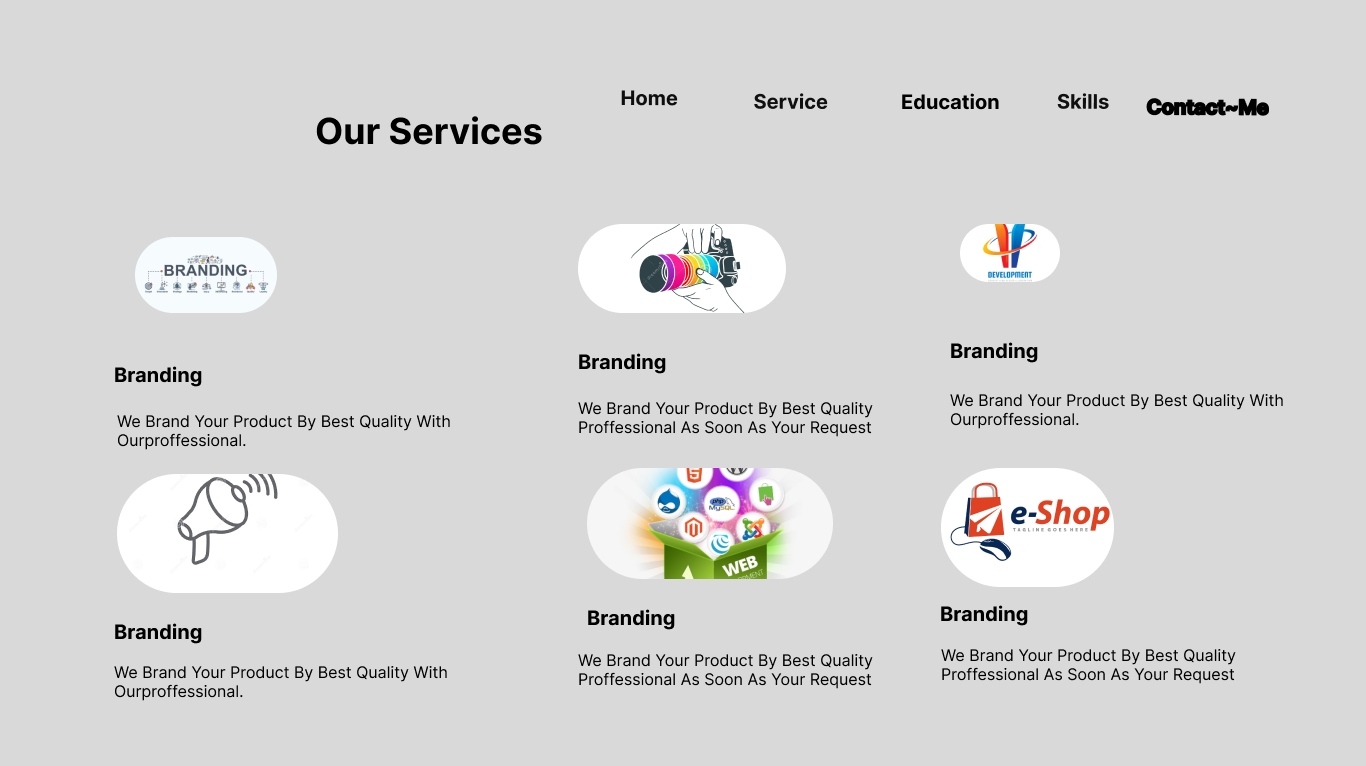 Home
Service
Education
Skills
Contact~Me
Our Services
BRANDING
DEVELOPMENT
Branding
We Brand Your Product By Best Quality With
Ourproffessional.
Branding
We Brand Your Product By Best Quality
Proffessional As Soon As Your Request
Branding
We Brand Your Product By Best Quality With
Ourproffessional.
php
MySQL
WEB
e-Shop
TAGLINE GOES HERE
Branding
We Brand Your Product By Best Quality With
Ourproffessional.
Branding
We Brand Your Product By Best Quality
Proffessional As Soon As Your Request
Branding
We Brand Your Product By Best Quality
Proffessional As Soon As Your Request